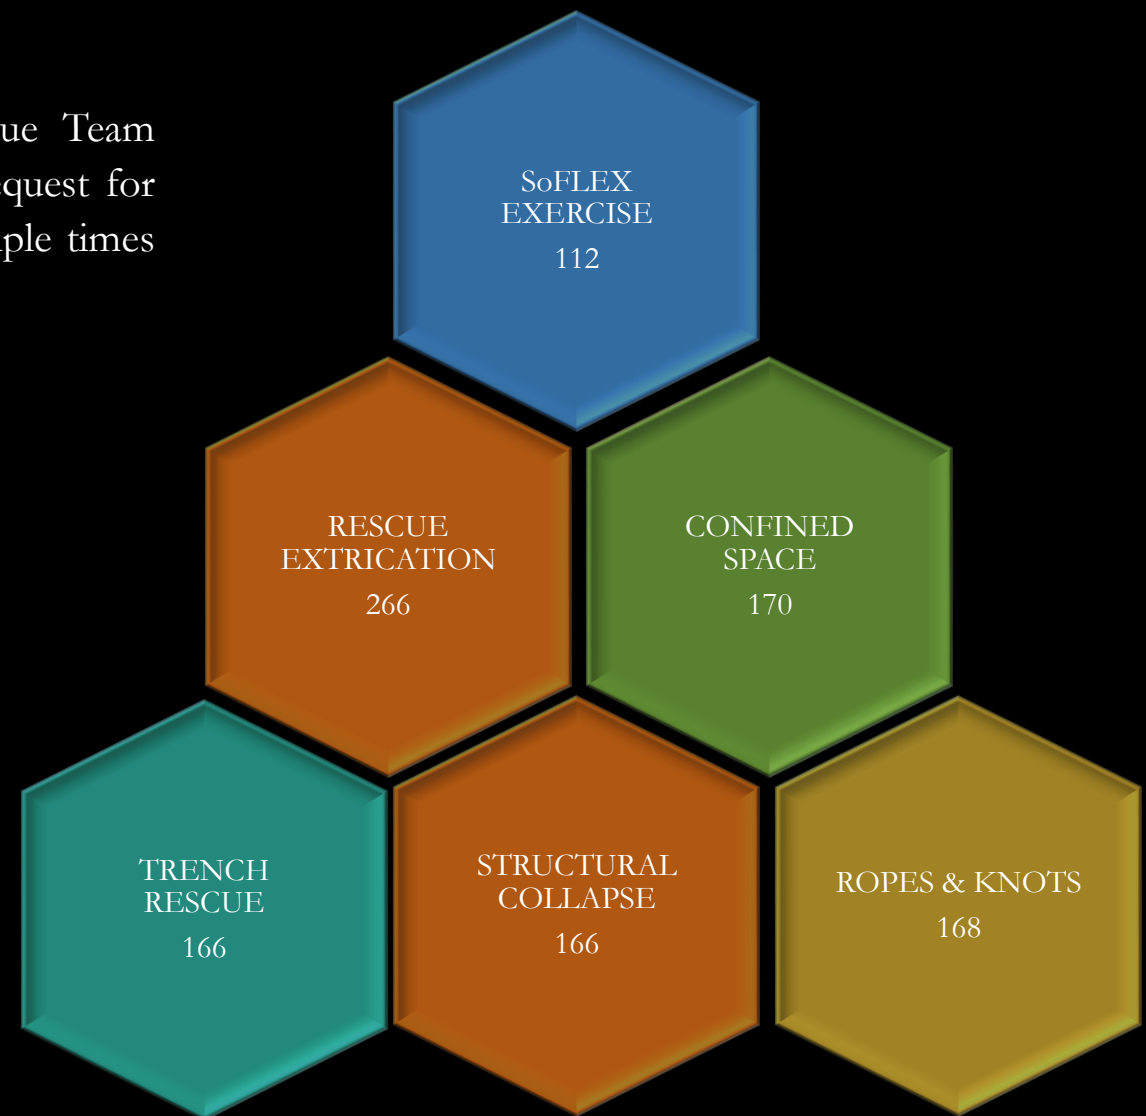 ue Team
equest for
ple times
SoFLEX
EXERCISE
112
RESCUE
EXTRICATION
266
CONFINED
SPACE
170
TRENCH
RESCUE
166
STRUCTURAL
COLLAPSE
166
ROPES & KNOTS
168